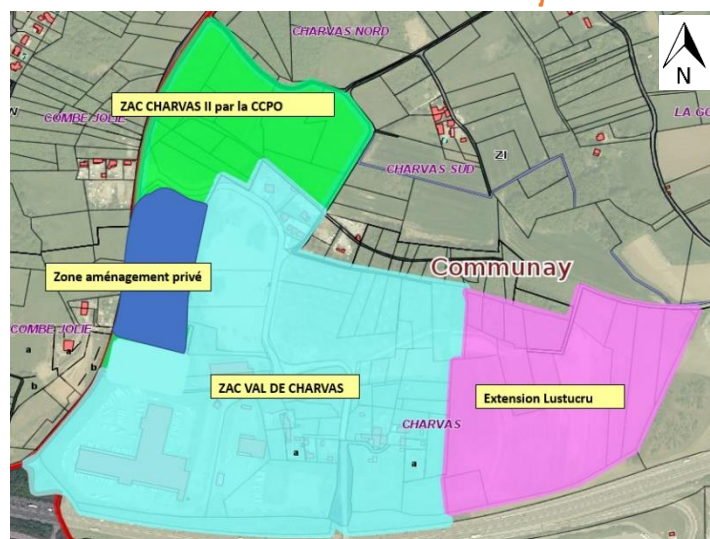 CHARVAS NORD
N
ZAC CHARVAS II par la CCPO
COMBE JOLIE
LA GO
ZI
CHARVAS SUD
Communay
Zone aménagement privé
COMBE JOLIE
a
a
b
b
ZAC VAL DE CHARVAS
Extension Lustucru
CHARVAS
a
a